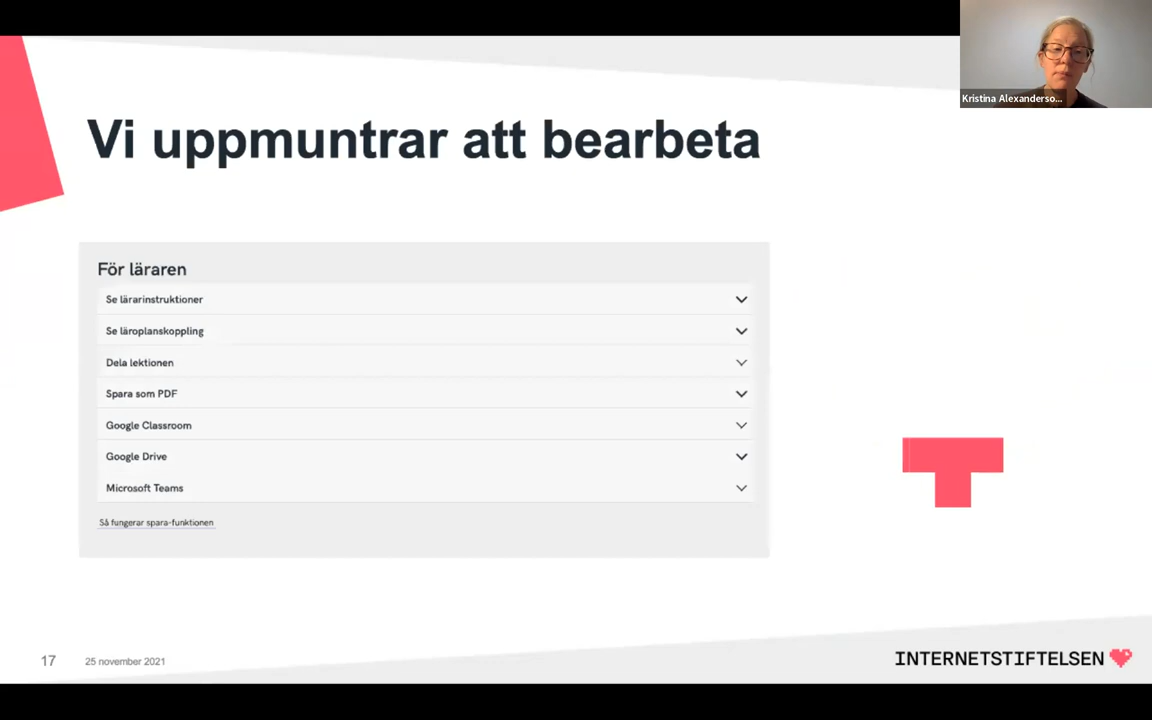 Kristina Alexanderso...
Vi uppmuntrar att bearbeta
För läraren
Se lärarinstruktioner
Se läroplanskoppling
Dela lektionen
Spara som PDF
Google Classroom
Google Drive
Microsoft Teams
Så fungerar spara-funktionen
17
25 november 2021
INTERNETSTIFTELSEN